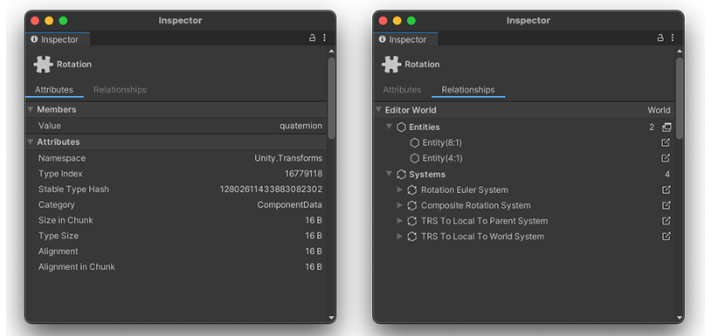 Inspector
Inspector
Rotation
Attributes Relationships
Members
Value quaternion
Attributes
Namespace Unity.Transforms
Type Index 16779118
Stable Type Hash 12802611433883082302
Category ComponentData
Size in Chunk 16 B
Type Size 16 B
Alignment 16 B
Alignment in Chunk 16 B
Inspector
Inspector
Rotation
Attributes Relationships
Editor World World
Entities 2
Entity(8:1)
Entity(4:1)
Systems 4
Rotation Euler System
Composite Rotation System
TRS To Local To Parent System
TRS To Local To World System